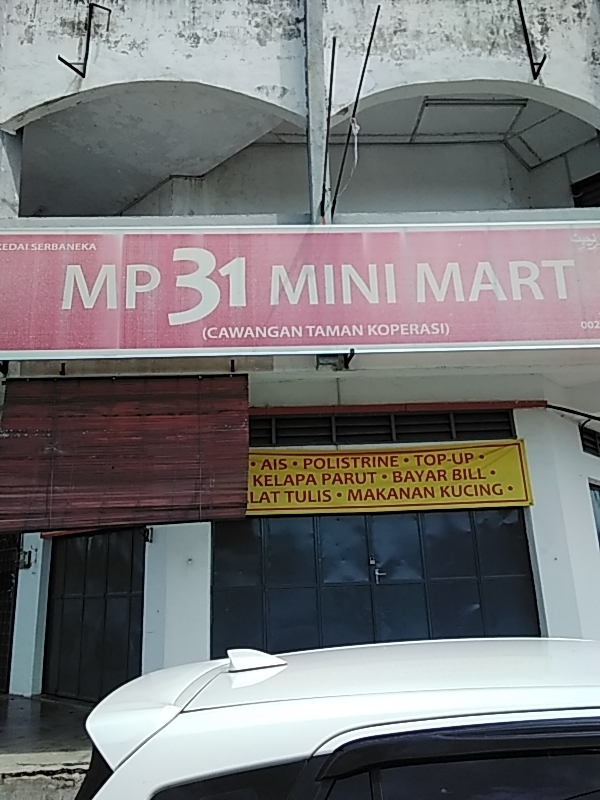 KEDAI SERBANEKA
MP 31 MINI MART
(CAWANGAN TAMAN KOPERASI)
002
• AIS • POLISTRINE • TOP-UP •
KELAPA PARUT • BAYAR BILL •
LAT TULIS • MAKANAN KUCING •